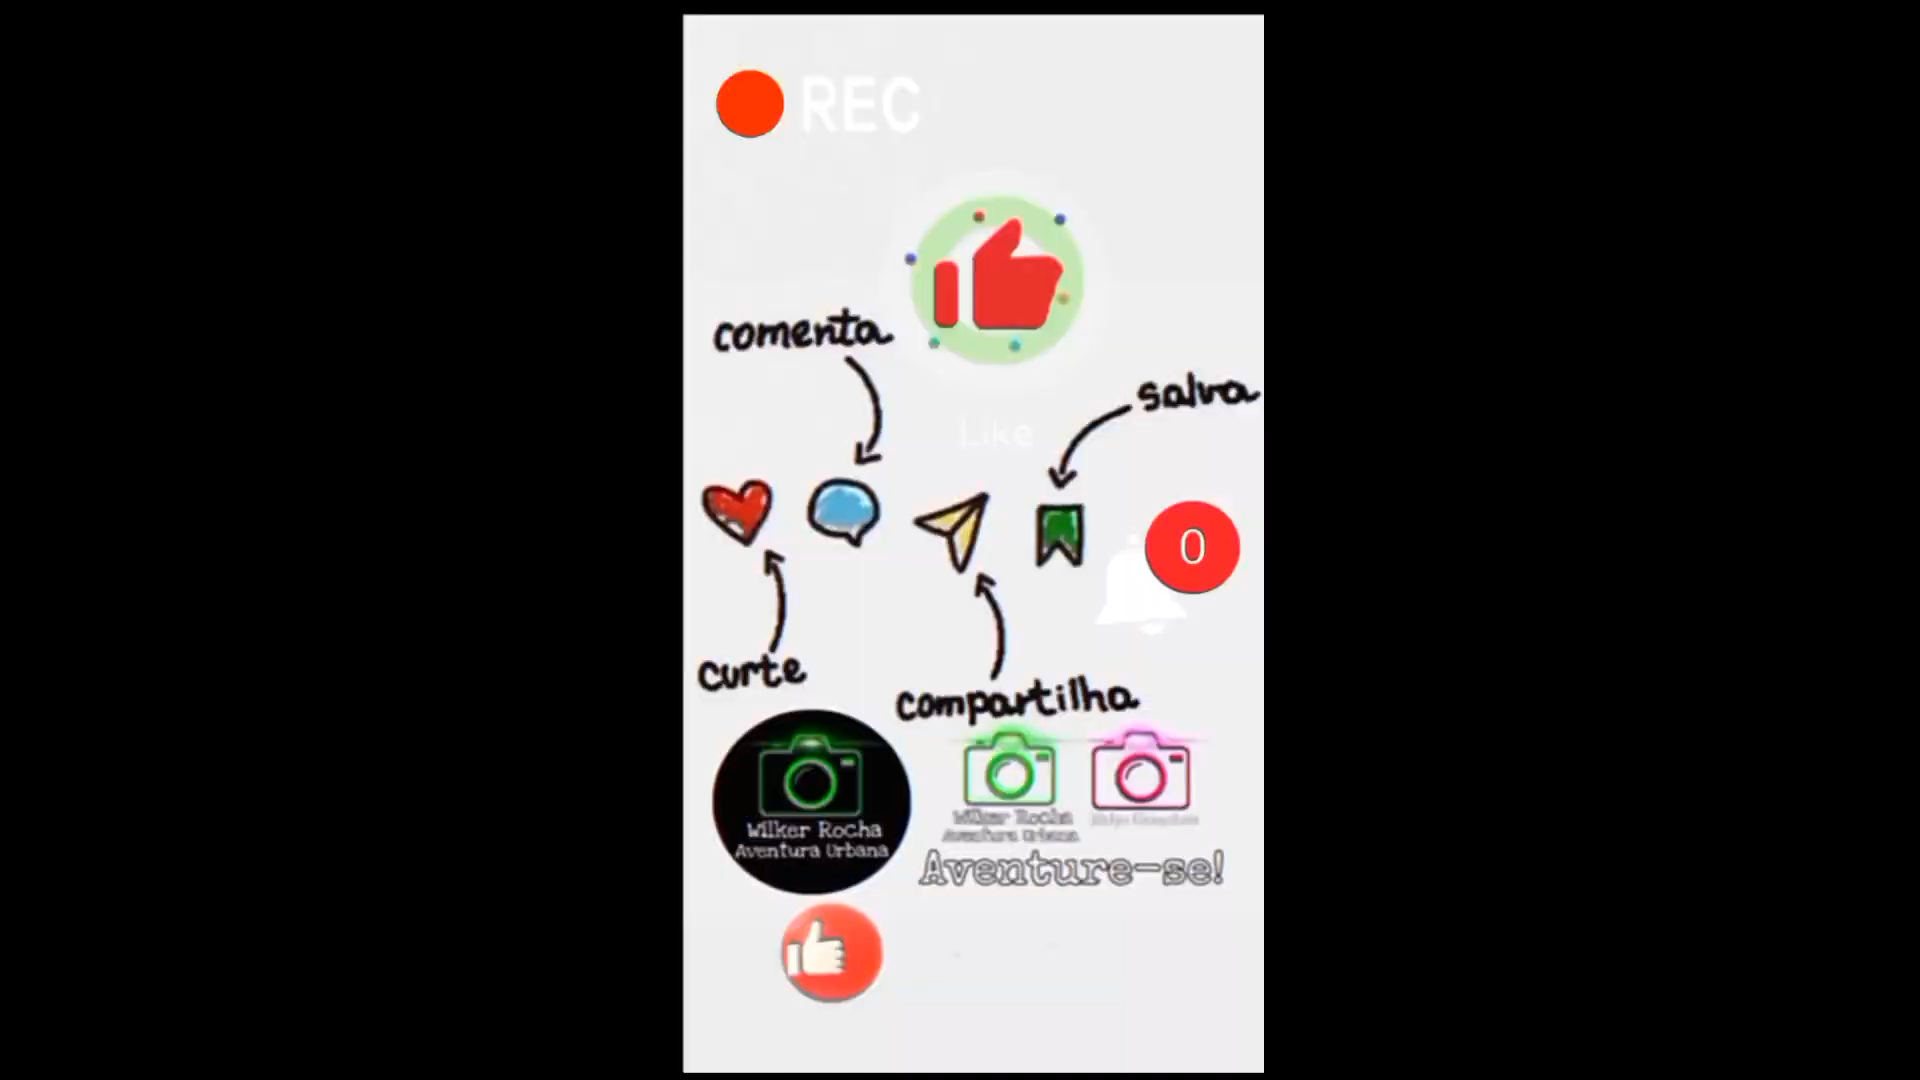 REC
comenta
salva
Like
0
curte
compartilha
Wilker Rocha
Aventura Urbana
Wilker Rocha
Aventura Urbana
Aventure-se!